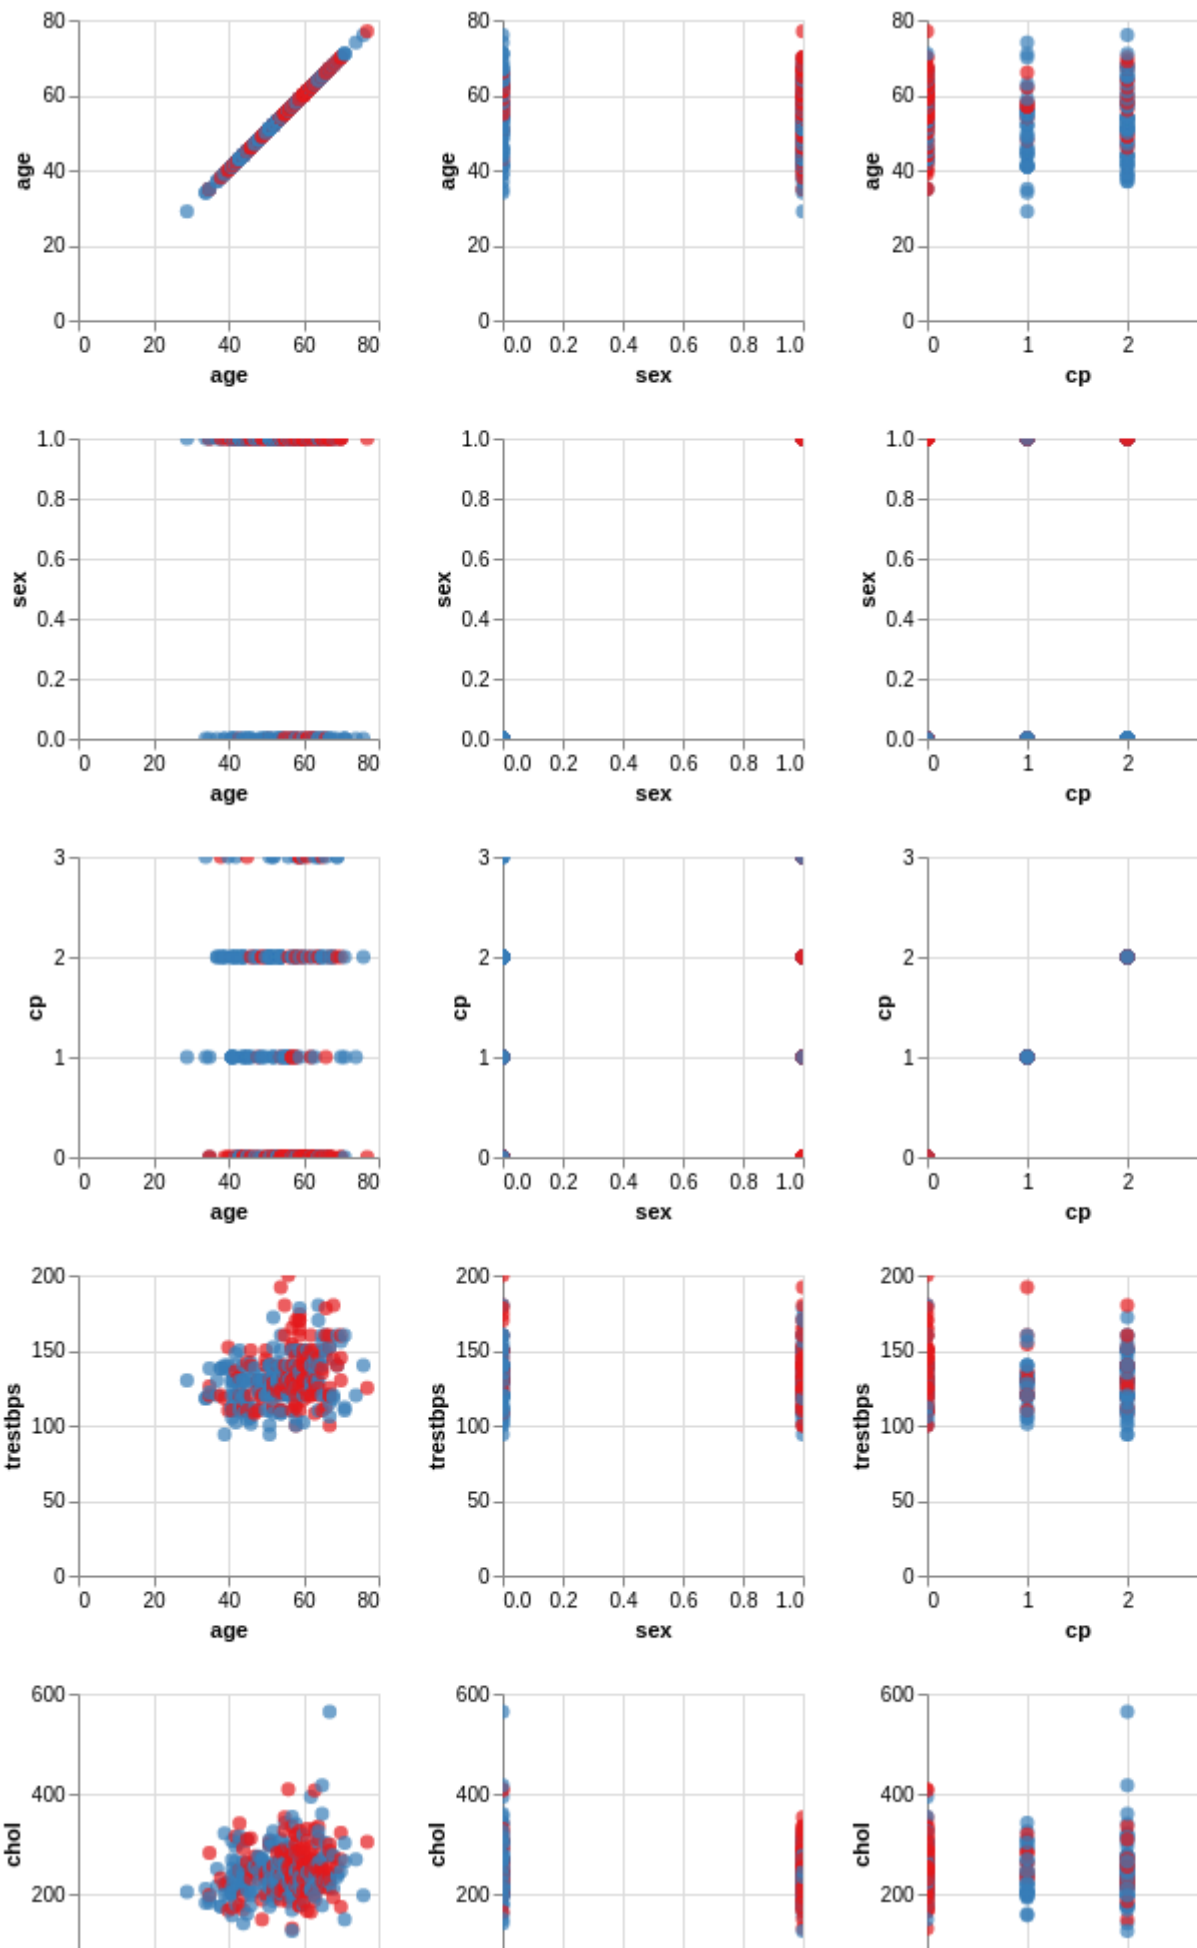 80 80 80
60 60 60
age age age
40 40 40
20 20 20
0 0 0
0 20 40 60 80 0.0 0.2 0.4 0.6 0.8 1.0 0 1 2
age sex cp
1.0 1.0 1.0
0.8 0.8 0.8
0.6 0.6 0.6
sex sex sex
0.4 0.4 0.4
0.2 0.2 0.2
0.0 0.0 0.0
0 20 40 60 80 0.0 0.2 0.4 0.6 0.8 1.0 0 1 2
age sex cp
3 3 3
2 2 2
cp cp cp
1 1 1
0 0 0
0 20 40 60 80 0.0 0.2 0.4 0.6 0.8 1.0 0 1 2
age sex cp
200 200 200
150 150 150
trestbps trestbps trestbps
100 100 100
50 50 50
0 0 0
0 20 40 60 80 0.0 0.2 0.4 0.6 0.8 1.0 0 1 2
age sex cp
600 600 600
400 400 400
chol chol chol
200 200 200